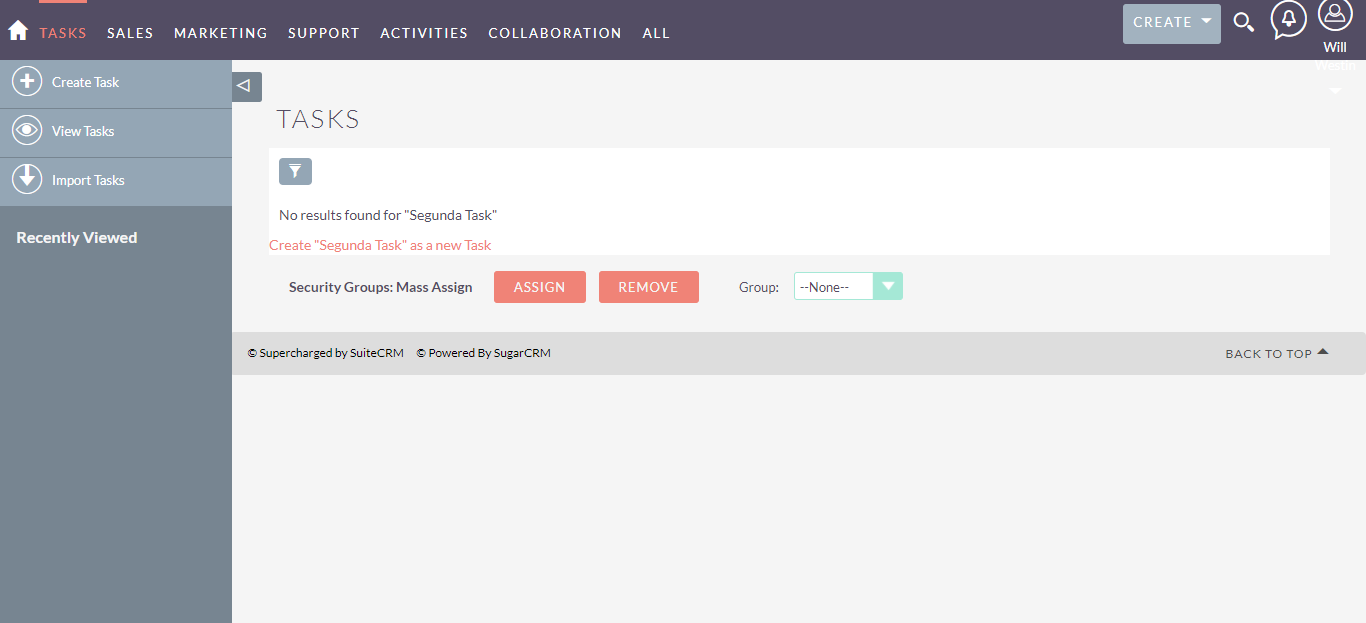 TASKS SALES MARKETING SUPPORT ACTIVITIES COLLABORATION ALL CREATE
Will
Westin
Create Task
View Tasks
Import Tasks
Recently Viewed
TASKS
No results found for "Segunda Task"
Create "Segunda Task" as a new Task
Security Groups: Mass Assign ASSIGN REMOVE Group: --None--
© Supercharged by SuiteCRM © Powered By SugarCRM BACK TO TOP